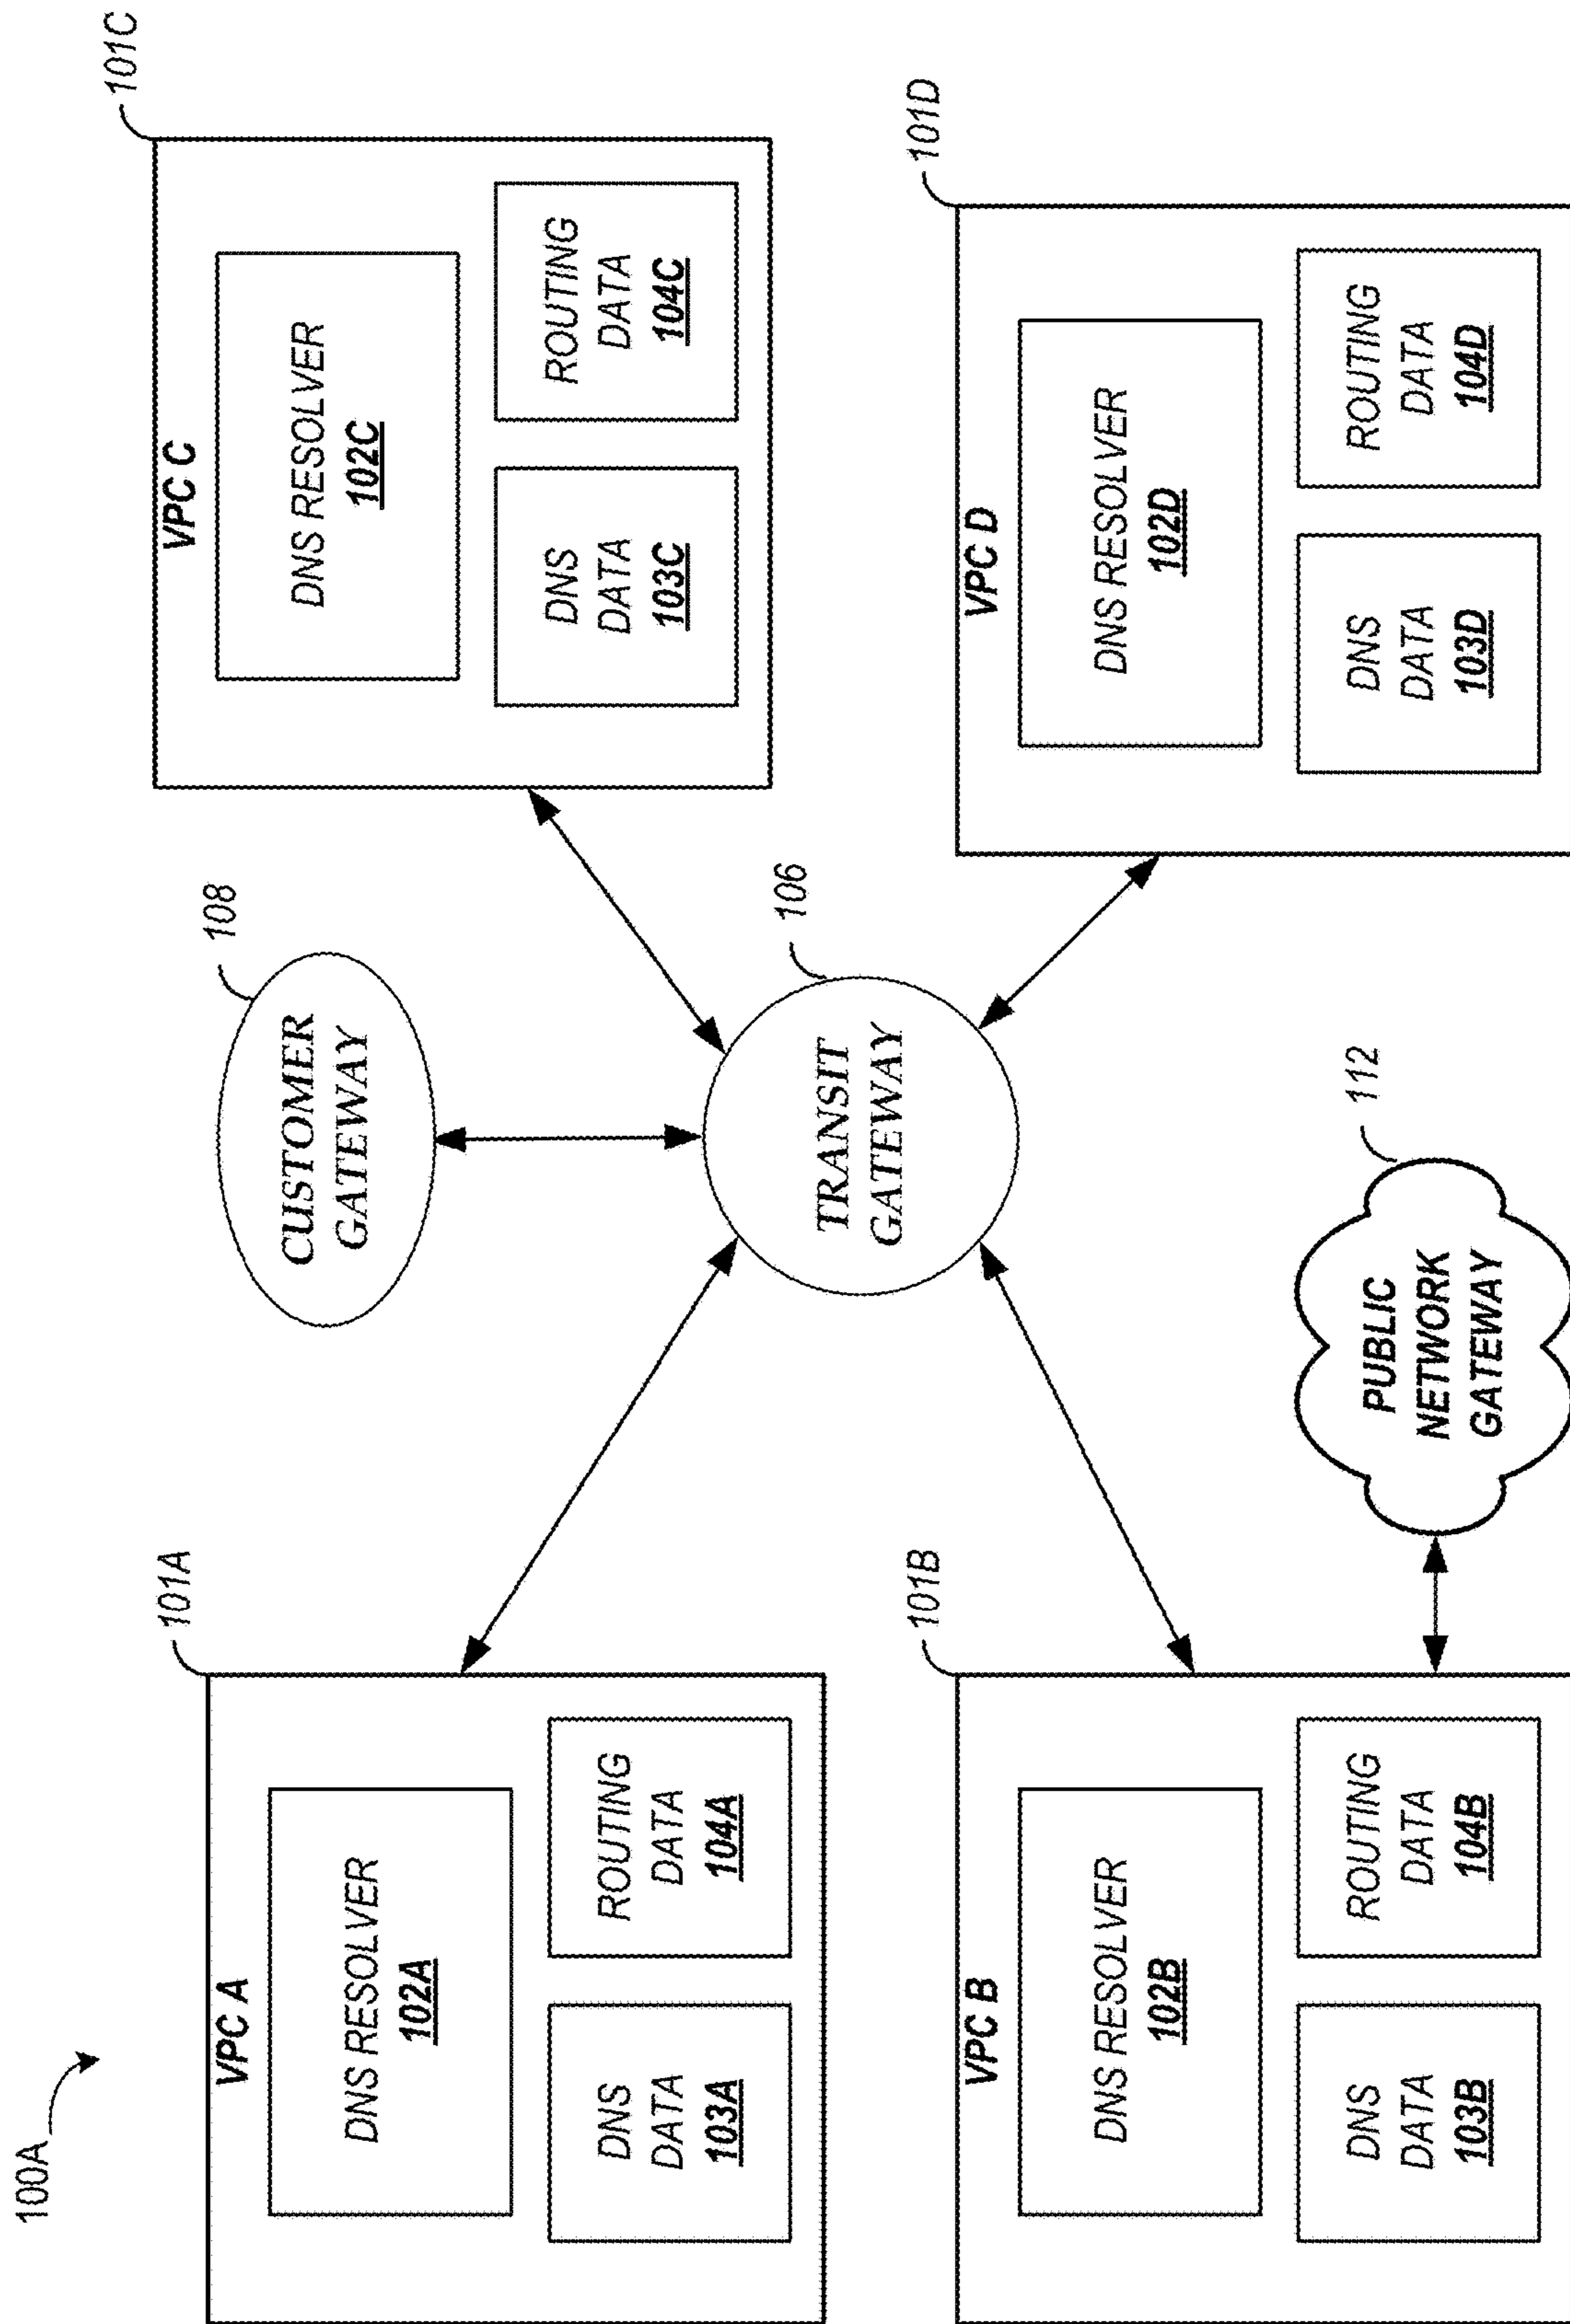 100A
101A
VPC A
DNS RESOLVER
102A
DNS
DATA
103A
ROUTING
DATA
104A
108
CUSTOMER
GATEWAY
101C
VPC C
DNS RESOLVER
102C
DNS
DATA
103C
ROUTING
DATA
104C
106
TRANSIT
GATEWAY
101B
VPC B
DNS RESOLVER
102B
DNS
DATA
103B
ROUTING
DATA
104B
112
PUBLIC
NETWORK
GATEWAY
101D
VPC D
DNS RESOLVER
102D
DNS
DATA
103D
ROUTING
DATA
104D